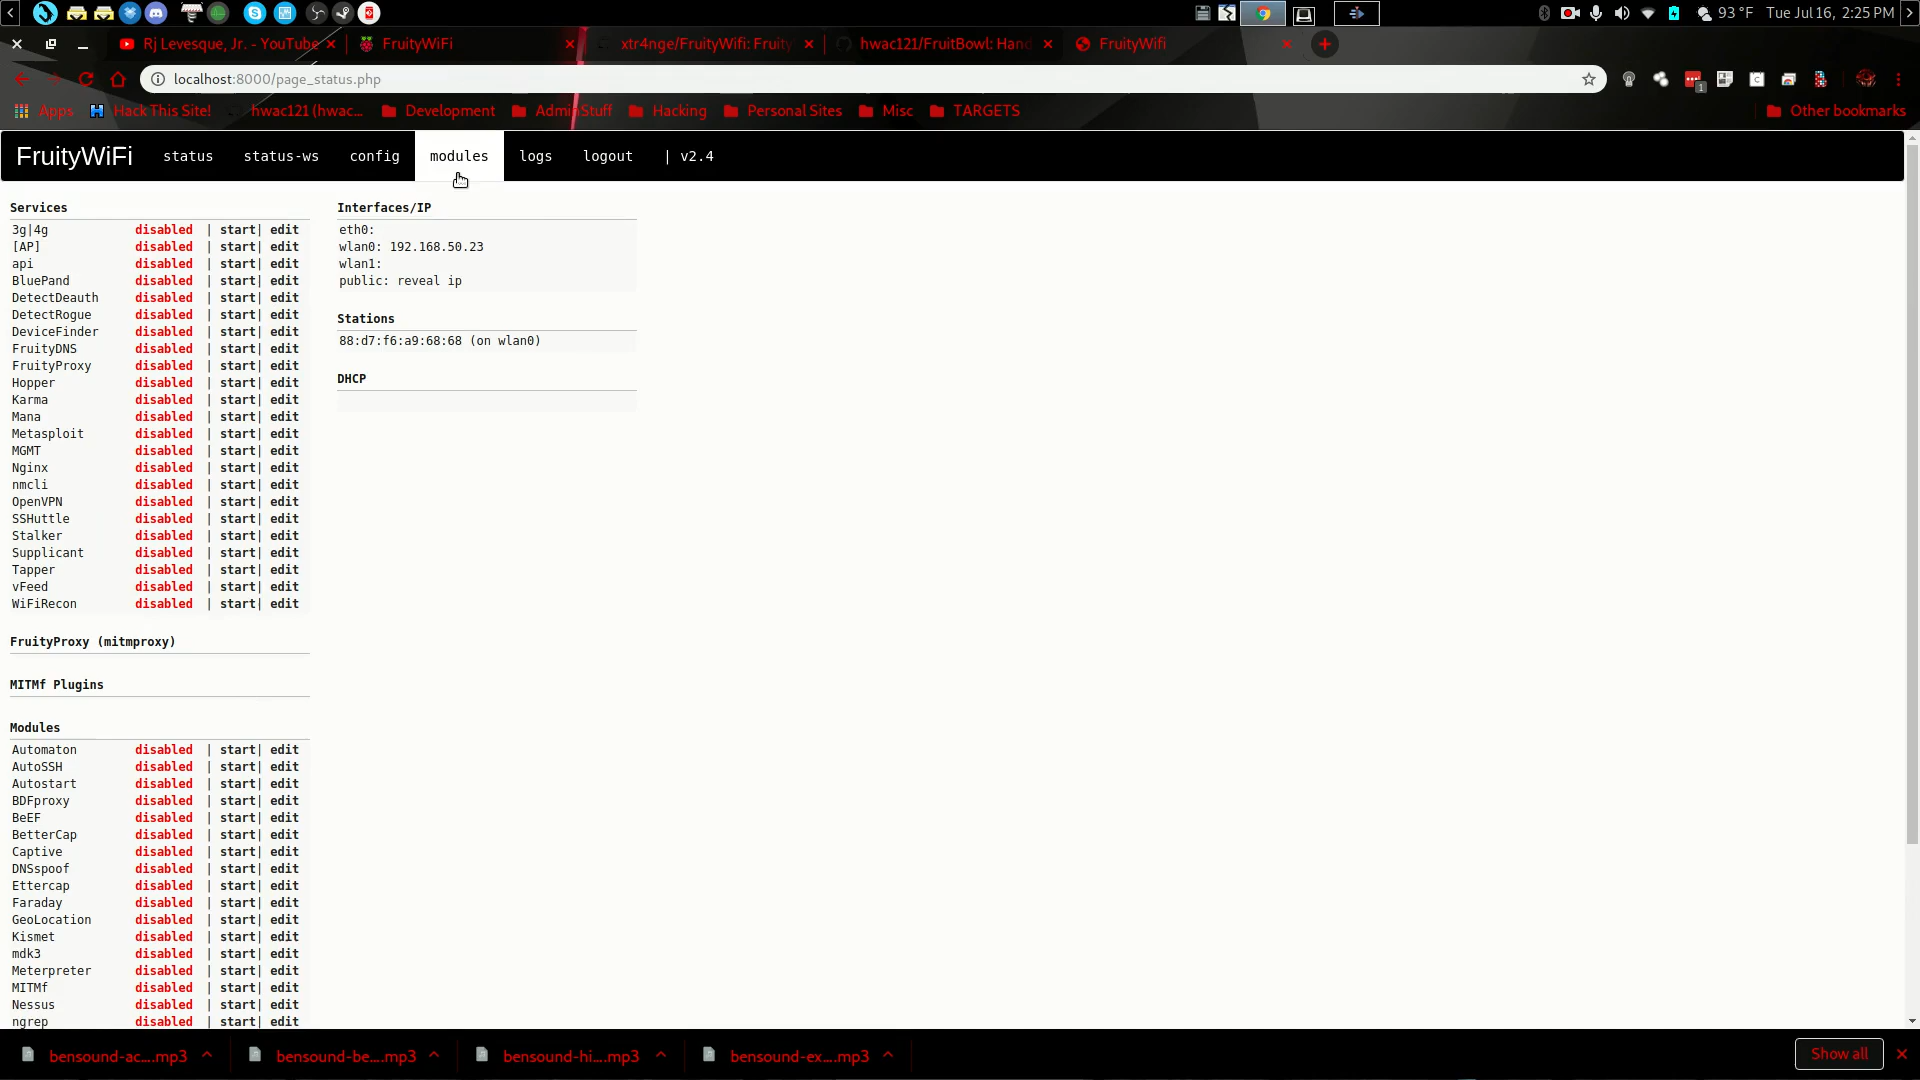 93 °F Tue Jul 16, 2:25 PM
Rj Levesque, Jr. - YouTube
FruityWiFi
xtr4nge/FruityWifi: Fruity
hwac121/FruitBowl: Hand
FruityWifi
localhost:8000/page_status.php
1
Apps
Hack This Site!
hwac121 (hwac...
Development
AdminStuff
Hacking
Personal Sites
Misc
TARGETS
Other bookmarks
FruityWiFi status status-ws config modules logs logout | v2.4
Services
3g|4g disabled | start| edit
[AP] disabled | start| edit
api disabled | start| edit
BluePand disabled | start| edit
DetectDeauth disabled | start| edit
DetectRogue disabled | start| edit
DeviceFinder disabled | start| edit
FruityDNS disabled | start| edit
FruityProxy disabled | start| edit
Hopper disabled | start| edit
Karma disabled | start| edit
Mana disabled | start| edit
Metasploit disabled | start| edit
MGMT disabled | start| edit
Nginx disabled | start| edit
nmcli disabled | start| edit
OpenVPN disabled | start| edit
SSHuttle disabled | start| edit
Stalker disabled | start| edit
Supplicant disabled | start| edit
Tapper disabled | start| edit
vFeed disabled | start| edit
WiFiRecon disabled | start| edit
FruityProxy (mitmproxy)
MITMf Plugins
Modules
Automaton disabled | start| edit
AutoSSH disabled | start| edit
Autostart disabled | start| edit
BDFproxy disabled | start| edit
BeEF disabled | start| edit
BetterCap disabled | start| edit
Captive disabled | start| edit
DNSspoof disabled | start| edit
Ettercap disabled | start| edit
Faraday disabled | start| edit
GeoLocation disabled | start| edit
Kismet disabled | start| edit
mdk3 disabled | start| edit
Meterpreter disabled | start| edit
MITMf disabled | start| edit
Nessus disabled | start| edit
ngrep disabled | start| edit
Interfaces/IP
eth0:
wlan0: 192.168.50.23
wlan1:
public: reveal ip
Stations
88:d7:f6:a9:68:68 (on wlan0)
DHCP
bensound-ac....mp3
bensound-be....mp3
bensound-hi....mp3
bensound-ex....mp3
Show all